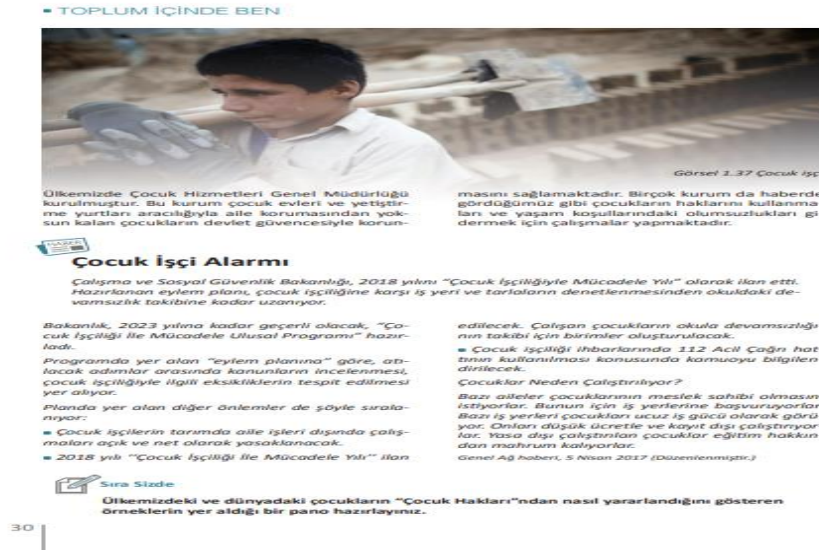 TOPLUM İÇİNDE BEN
Görsel 1.37 Çocuk işç
Ülkemizde Çocuk Hizmetleri Genel Müdürlüğü
kurulmuştur. Bu kurum çocuk evleri ve yetiştir-
me yurtları aracılığıyla aile korumasından yok-
sun kalan çocukların devlet güvencesiyle korun-
masını sağlamaktadır. Birçok kurum da haberde
gördüğümüz gibi çocukların haklarını kullanma
ları ve yaşam koşullarındaki olumsuzlukları gi
dermek için çalışmalar yapmaktadır.
HABER
Çocuk İşçi Alarmı
Çalışma ve Sosyal Güvenlik Bakanlığı, 2018 yılını “Çocuk İşçiliğiyle Mücadele Yılı” olarak ilan etti.
Hazırlanan eylem planı, çocuk işçiliğine karşı iş yeri ve tarlaların denetlenmesinden okuldaki de-
vamsızlık takibine kadar uzanıyor.
Bakanlık, 2023 yılına kadar geçerli olacak, “Ço-
cuk İşçiliği İle Mücadele Ulusal Programı” hazır-
ladı.
Programda yer alan “eylem planına” göre, atı-
lacak adımlar arasında kanunların incelenmesi,
çocuk işçiliğiyle ilgili eksikliklerin tespit edilmesi
yer alıyor.
Planda yer alan diğer önlemler de şöyle sırala-
nıyor:
• Çocuk işçilerin tarımda aile işleri dışında çalış-
maları açık ve net olarak yasaklanacak.
• 2018 yılı “Çocuk İşçiliği İle Mücadele Yılı” ilan
edilecek. Çalışan çocukların okula devamsızlığı
nın takibi için birimler oluşturulacak.
• Çocuk işçiliği ihbarlarında 112 Acil Çağrı hat
tının kullanılması konusunda kamuoyu bilgilen
dirilecek.
Çocuklar Neden Çalıştırılıyor?
Bazı aileler çocuklarının meslek sahibi olmasın
istiyorlar. Bunun için iş yerlerine başvuruyorlar
Bazı iş yerleri çocukları ucuz iş gücü olarak görü
yor. Onları düşük ücretle ve kayıt dışı çalıştırıyor
lar. Yasa dışı çalıştırılan çocuklar eğitim hakkın
dan mahrum kalıyorlar.
Genel Ağ haberi, 5 Nisan 2017 (Düzenlenmiştir.)
Sıra Sizde
Ülkemizdeki ve dünyadaki çocukların “Çocuk Hakları”ndan nasıl yararlandığını gösteren
örneklerin yer aldığı bir pano hazırlayınız.
30